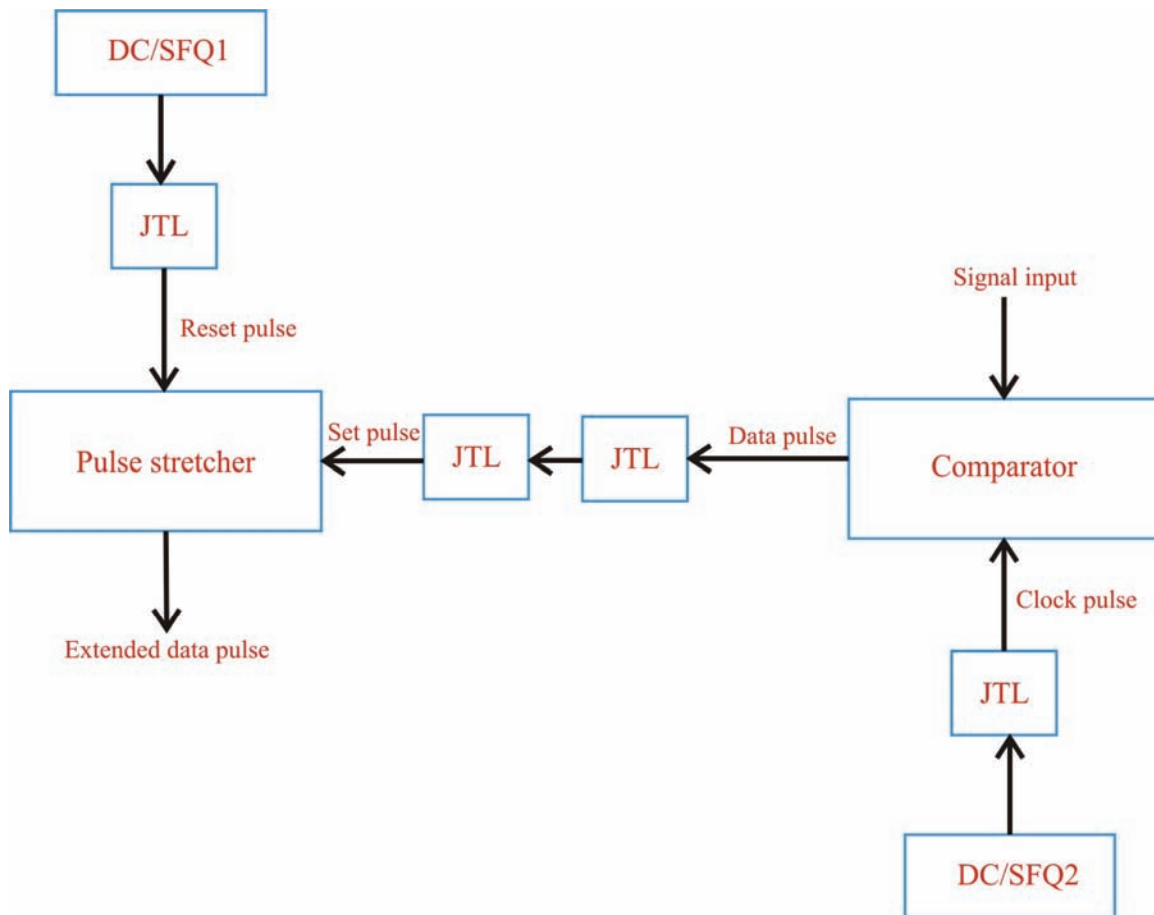 DC/SFQ1
JTL
Signal input
Reset pulse
Set pulse
Data pulse
Pulse stretcher
JTL
JTL
Comparator
Clock pulse
Extended data pulse
JTL
DC/SFQ2